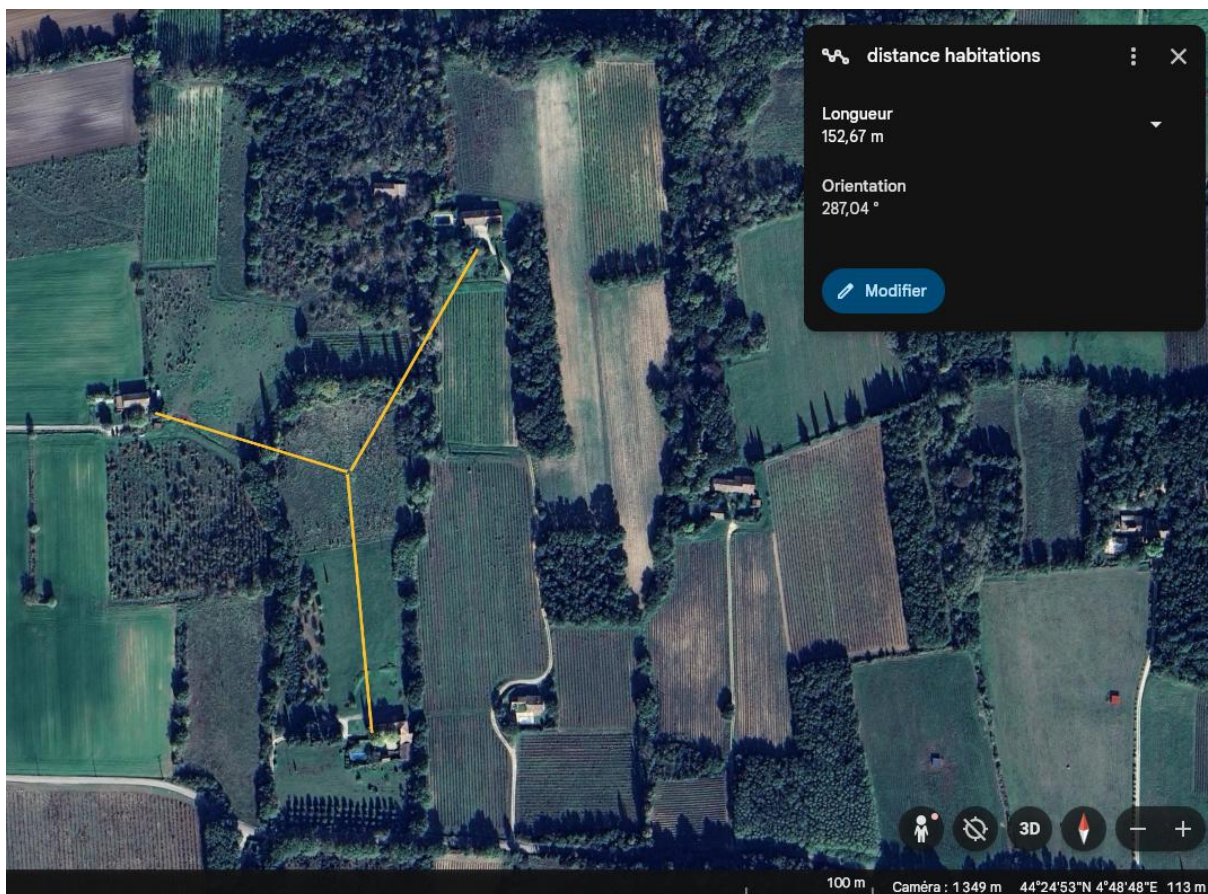 distance habitations
Longueur
152,67 m
Orientation
287,04 °
Modifier
3D
100 m Caméra : 1 349 m 44°24'53"N 4°48'48"E 113 m